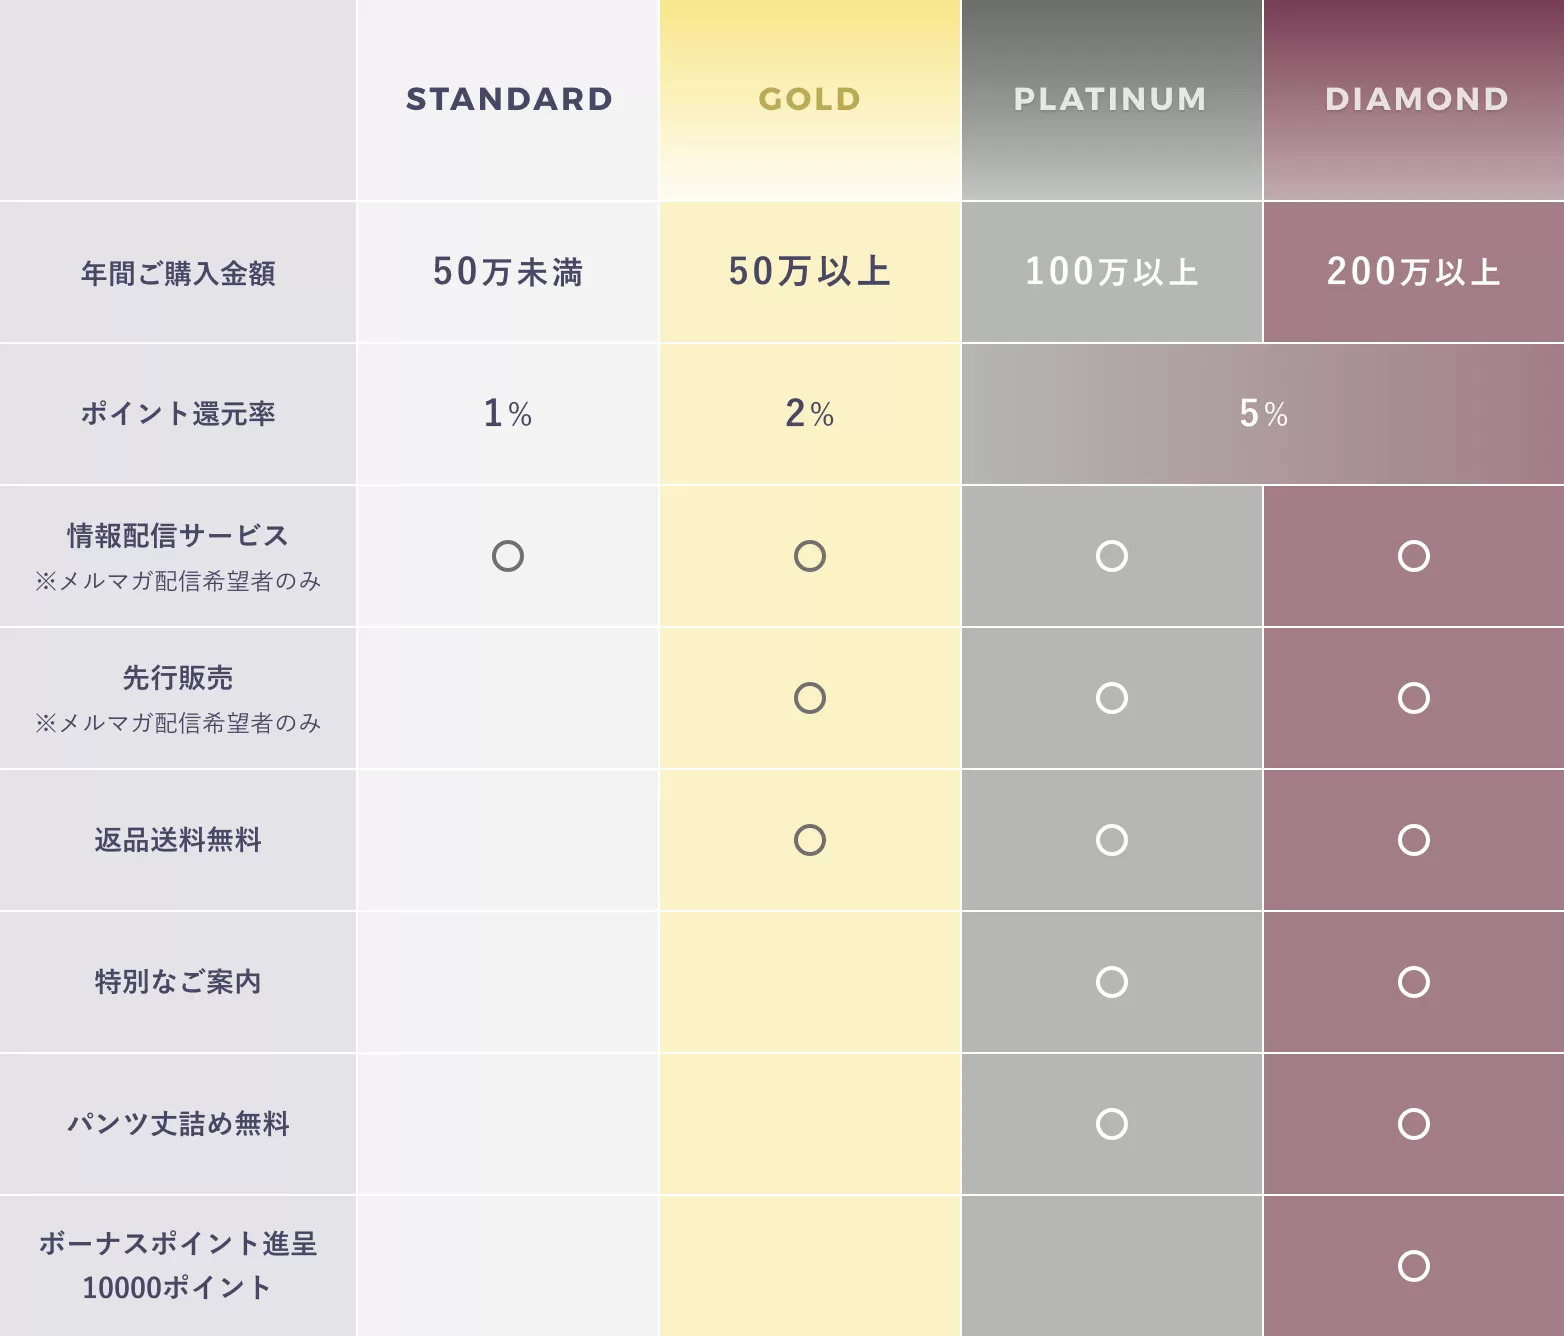 STANDARD GOLD PLATINUM DIAMOND
年間ご購入金額 50万未満 50万以上 100万以上 200万以上
ポイント還元率 1% 2% 5%
情報配信サービス
※メルマガ配信希望者のみ
○ ○ ○ ○
先行販売
※メルマガ配信希望者のみ
○ ○ ○
返品送料無料 ○ ○ ○
特別なご案内 ○ ○
パンツ丈詰め無料 ○ ○
ボーナスポイント進呈
10000ポイント
○